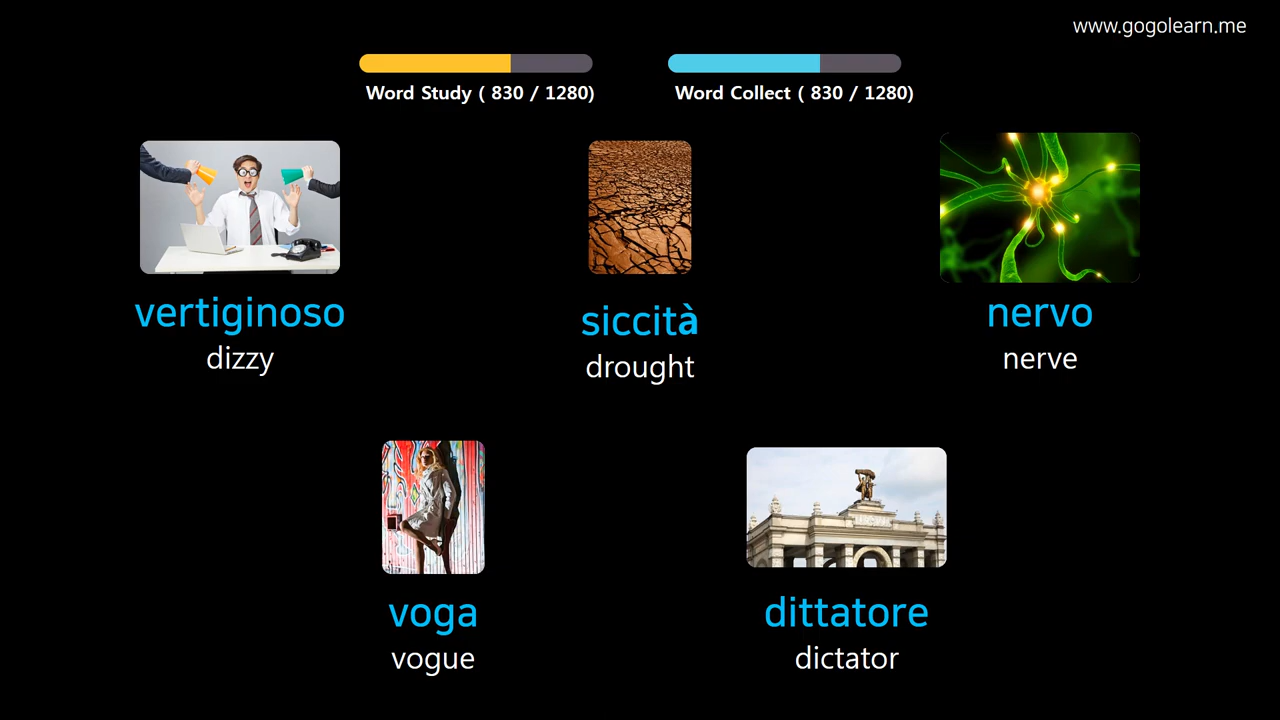 www.gogolearn.me
Word Study ( 830 / 1280)
Word Collect ( 830 / 1280)
vertiginoso
dizzy
siccità
drought
nervo
nerve
voga
vogue
dittatore
dictator